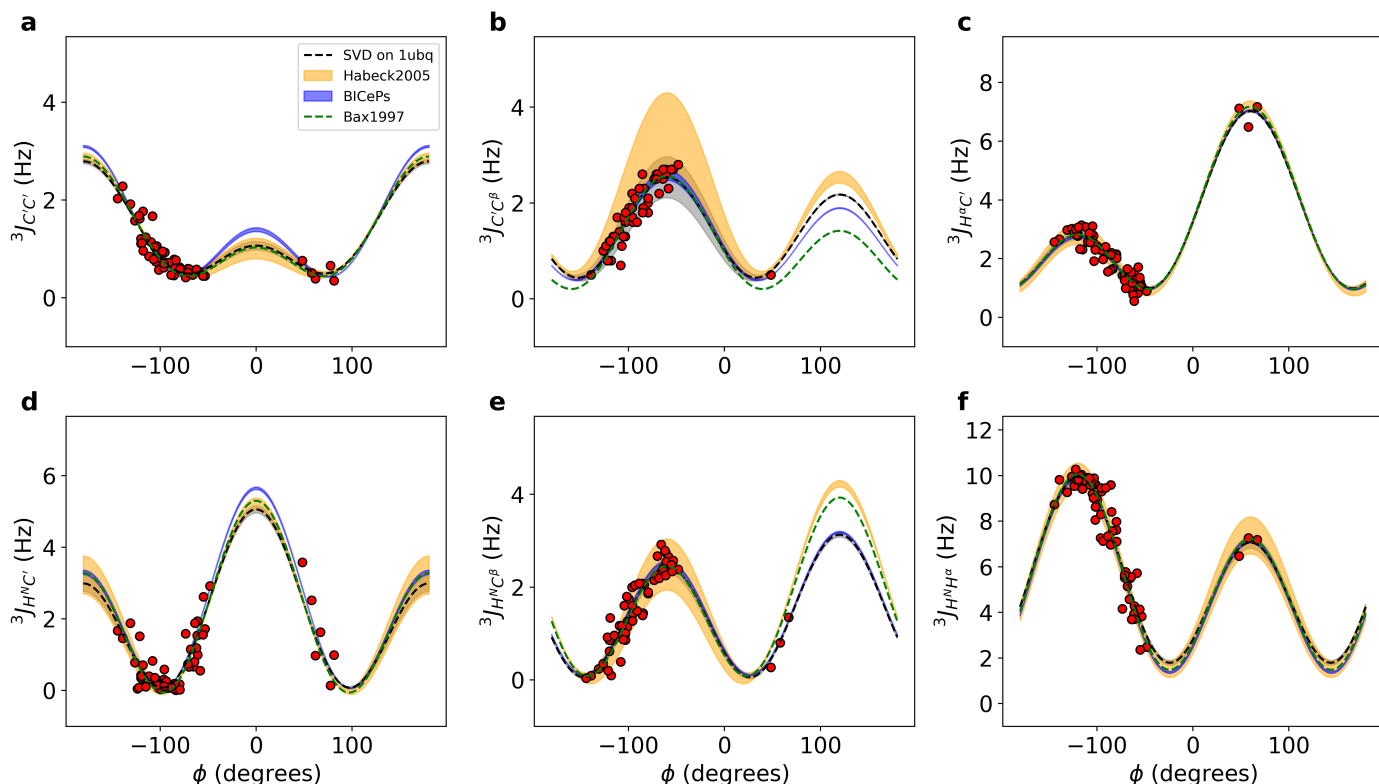 a
b
c
SVD on 1ubq
Habeck2005
BICePs
Bax1997
³J_{C′C′} (Hz)
4
2
0
−100 0 100
³J_{C′C^β} (Hz)
4
2
0
−100 0 100
³J_{H^αC′} (Hz)
8
6
4
2
0
−100 0 100
d
e
f
³J_{H^NC′} (Hz)
6
4
2
0
−100 0 100
ϕ (degrees)
³J_{H^NC^β} (Hz)
4
2
0
−100 0 100
ϕ (degrees)
³J_{H^NH^α} (Hz)
12
10
8
6
4
2
0
−100 0 100
ϕ (degrees)